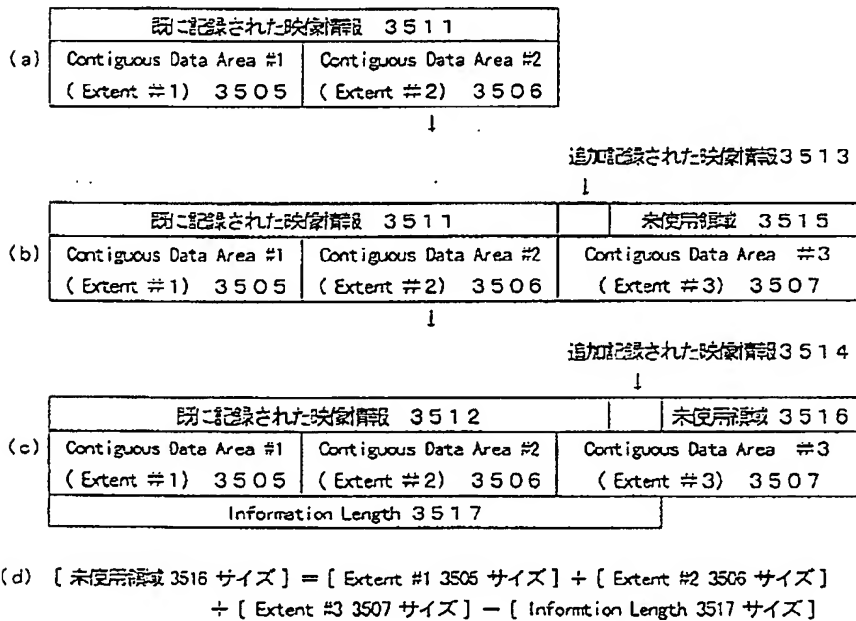 既に記録された映像情報 3511
(a) Contiguous Data Area #1 Contiguous Data Area #2
(Extent #1) 3505 (Extent #2) 3506
↓
追加記録された映像情報3513
↓
既に記録された映像情報 3511 未使用領域 3515
(b) Contiguous Data Area #1 Contiguous Data Area #2 Contiguous Data Area #3
(Extent #1) 3505 (Extent #2) 3506 (Extent #3) 3507
↓
追加記録された映像情報3514
↓
既に記録された映像情報 3512 未使用領域 3516
(c) Contiguous Data Area #1 Contiguous Data Area #2 Contiguous Data Area #3
(Extent #1) 3505 (Extent #2) 3506 (Extent #3) 3507
Information Length 3517
(d) [未使用領域 3516 サイズ] = [Extent #1 3505 サイズ] + [Extent #2 3506 サイズ]
+ [Extent #3 3507 サイズ] − [Informtion Length 3517 サイズ]